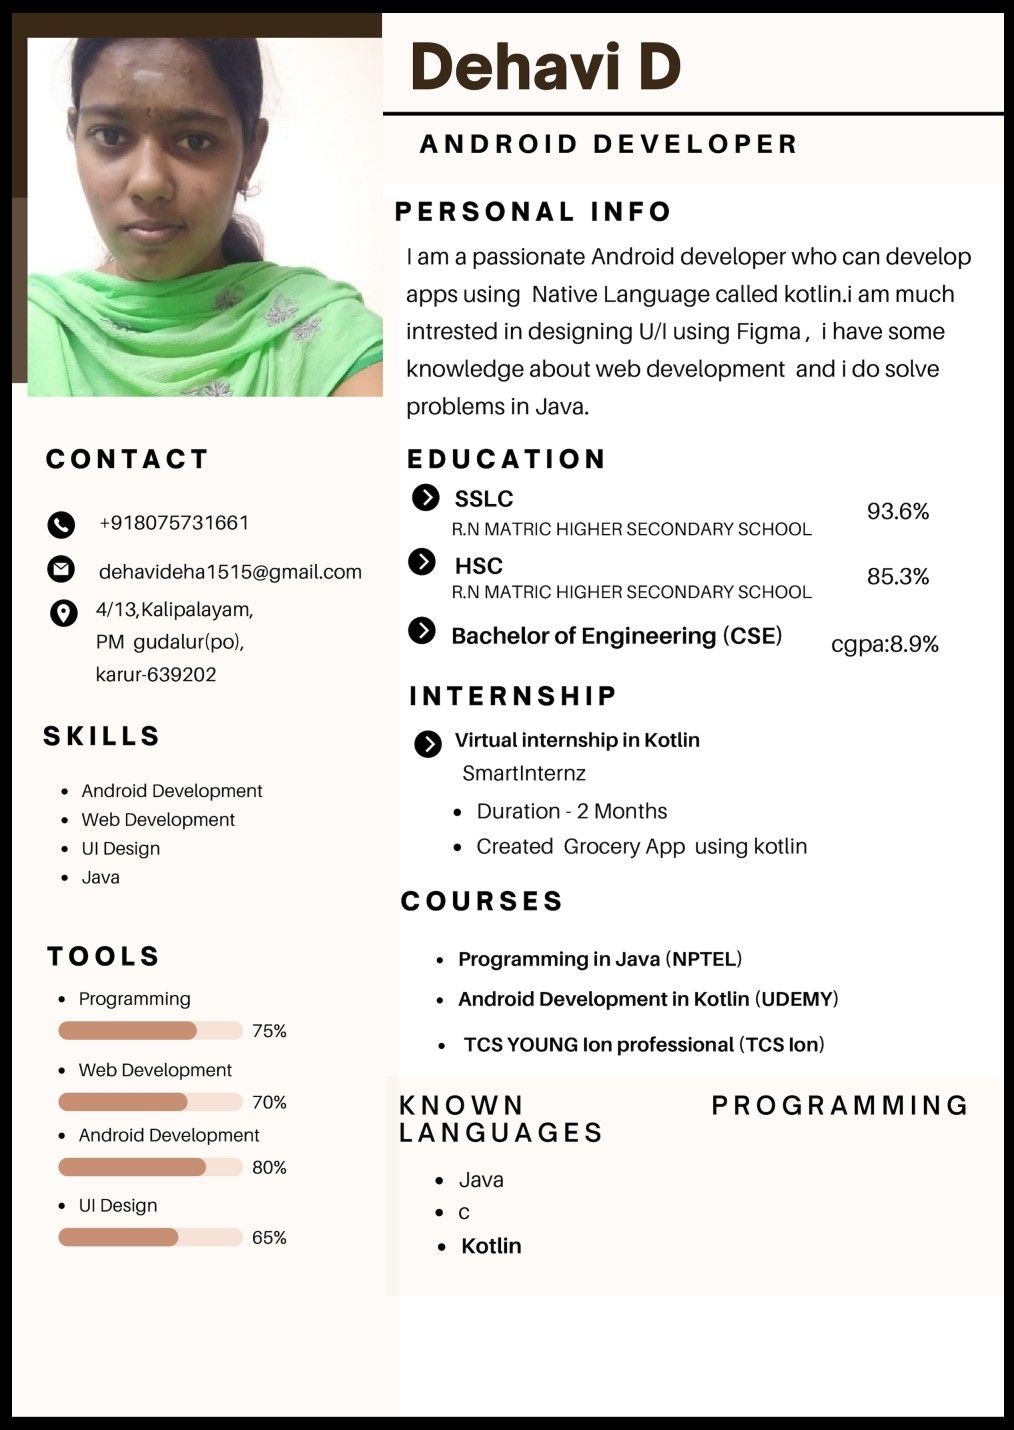 Dehavi D
ANDROID DEVELOPER
PERSONAL INFO
I am a passionate Android developer who can develop
apps using  Native Language called kotlin.i am much
intrested in designing U/I using Figma ,  i have some
knowledge about web development  and i do solve
problems in Java.
CONTACT
+918075731661
dehavideha1515@gmail.com
4/13,Kalipalayam,
PM  gudalur(po),
karur-639202
SKILLS
Android Development
Web Development
UI Design
Java
TOOLS
Programming
75%
Web Development
70%
Android Development
80%
UI Design
65%
EDUCATION
SSLC
93.6%
R.N MATRIC HIGHER SECONDARY SCHOOL
HSC
85.3%
R.N MATRIC HIGHER SECONDARY SCHOOL
Bachelor of Engineering (CSE)
cgpa:8.9%
INTERNSHIP
Virtual internship in Kotlin
SmartInternz
Duration - 2 Months
Created  Grocery App  using kotlin
COURSES
Programming in Java (NPTEL)
Android Development in Kotlin (UDEMY)
TCS YOUNG Ion professional (TCS Ion)
KNOWN PROGRAMMING
LANGUAGES
Java
c
Kotlin